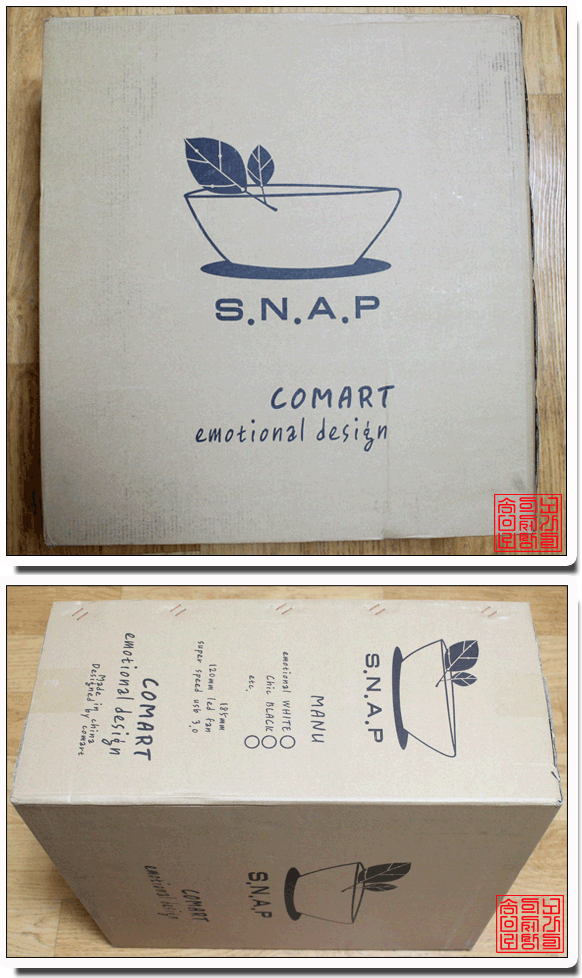 S.N.A.P
COMART
emotional design
S.N.A.P
MANU
emotional WHITE
Chic BLACK
etc.
185mm
120mm led fan
super speed usb 3.0
COMART
emotional design
Made in china
Designed by comart
S.N.A.P
COMART
emotional design